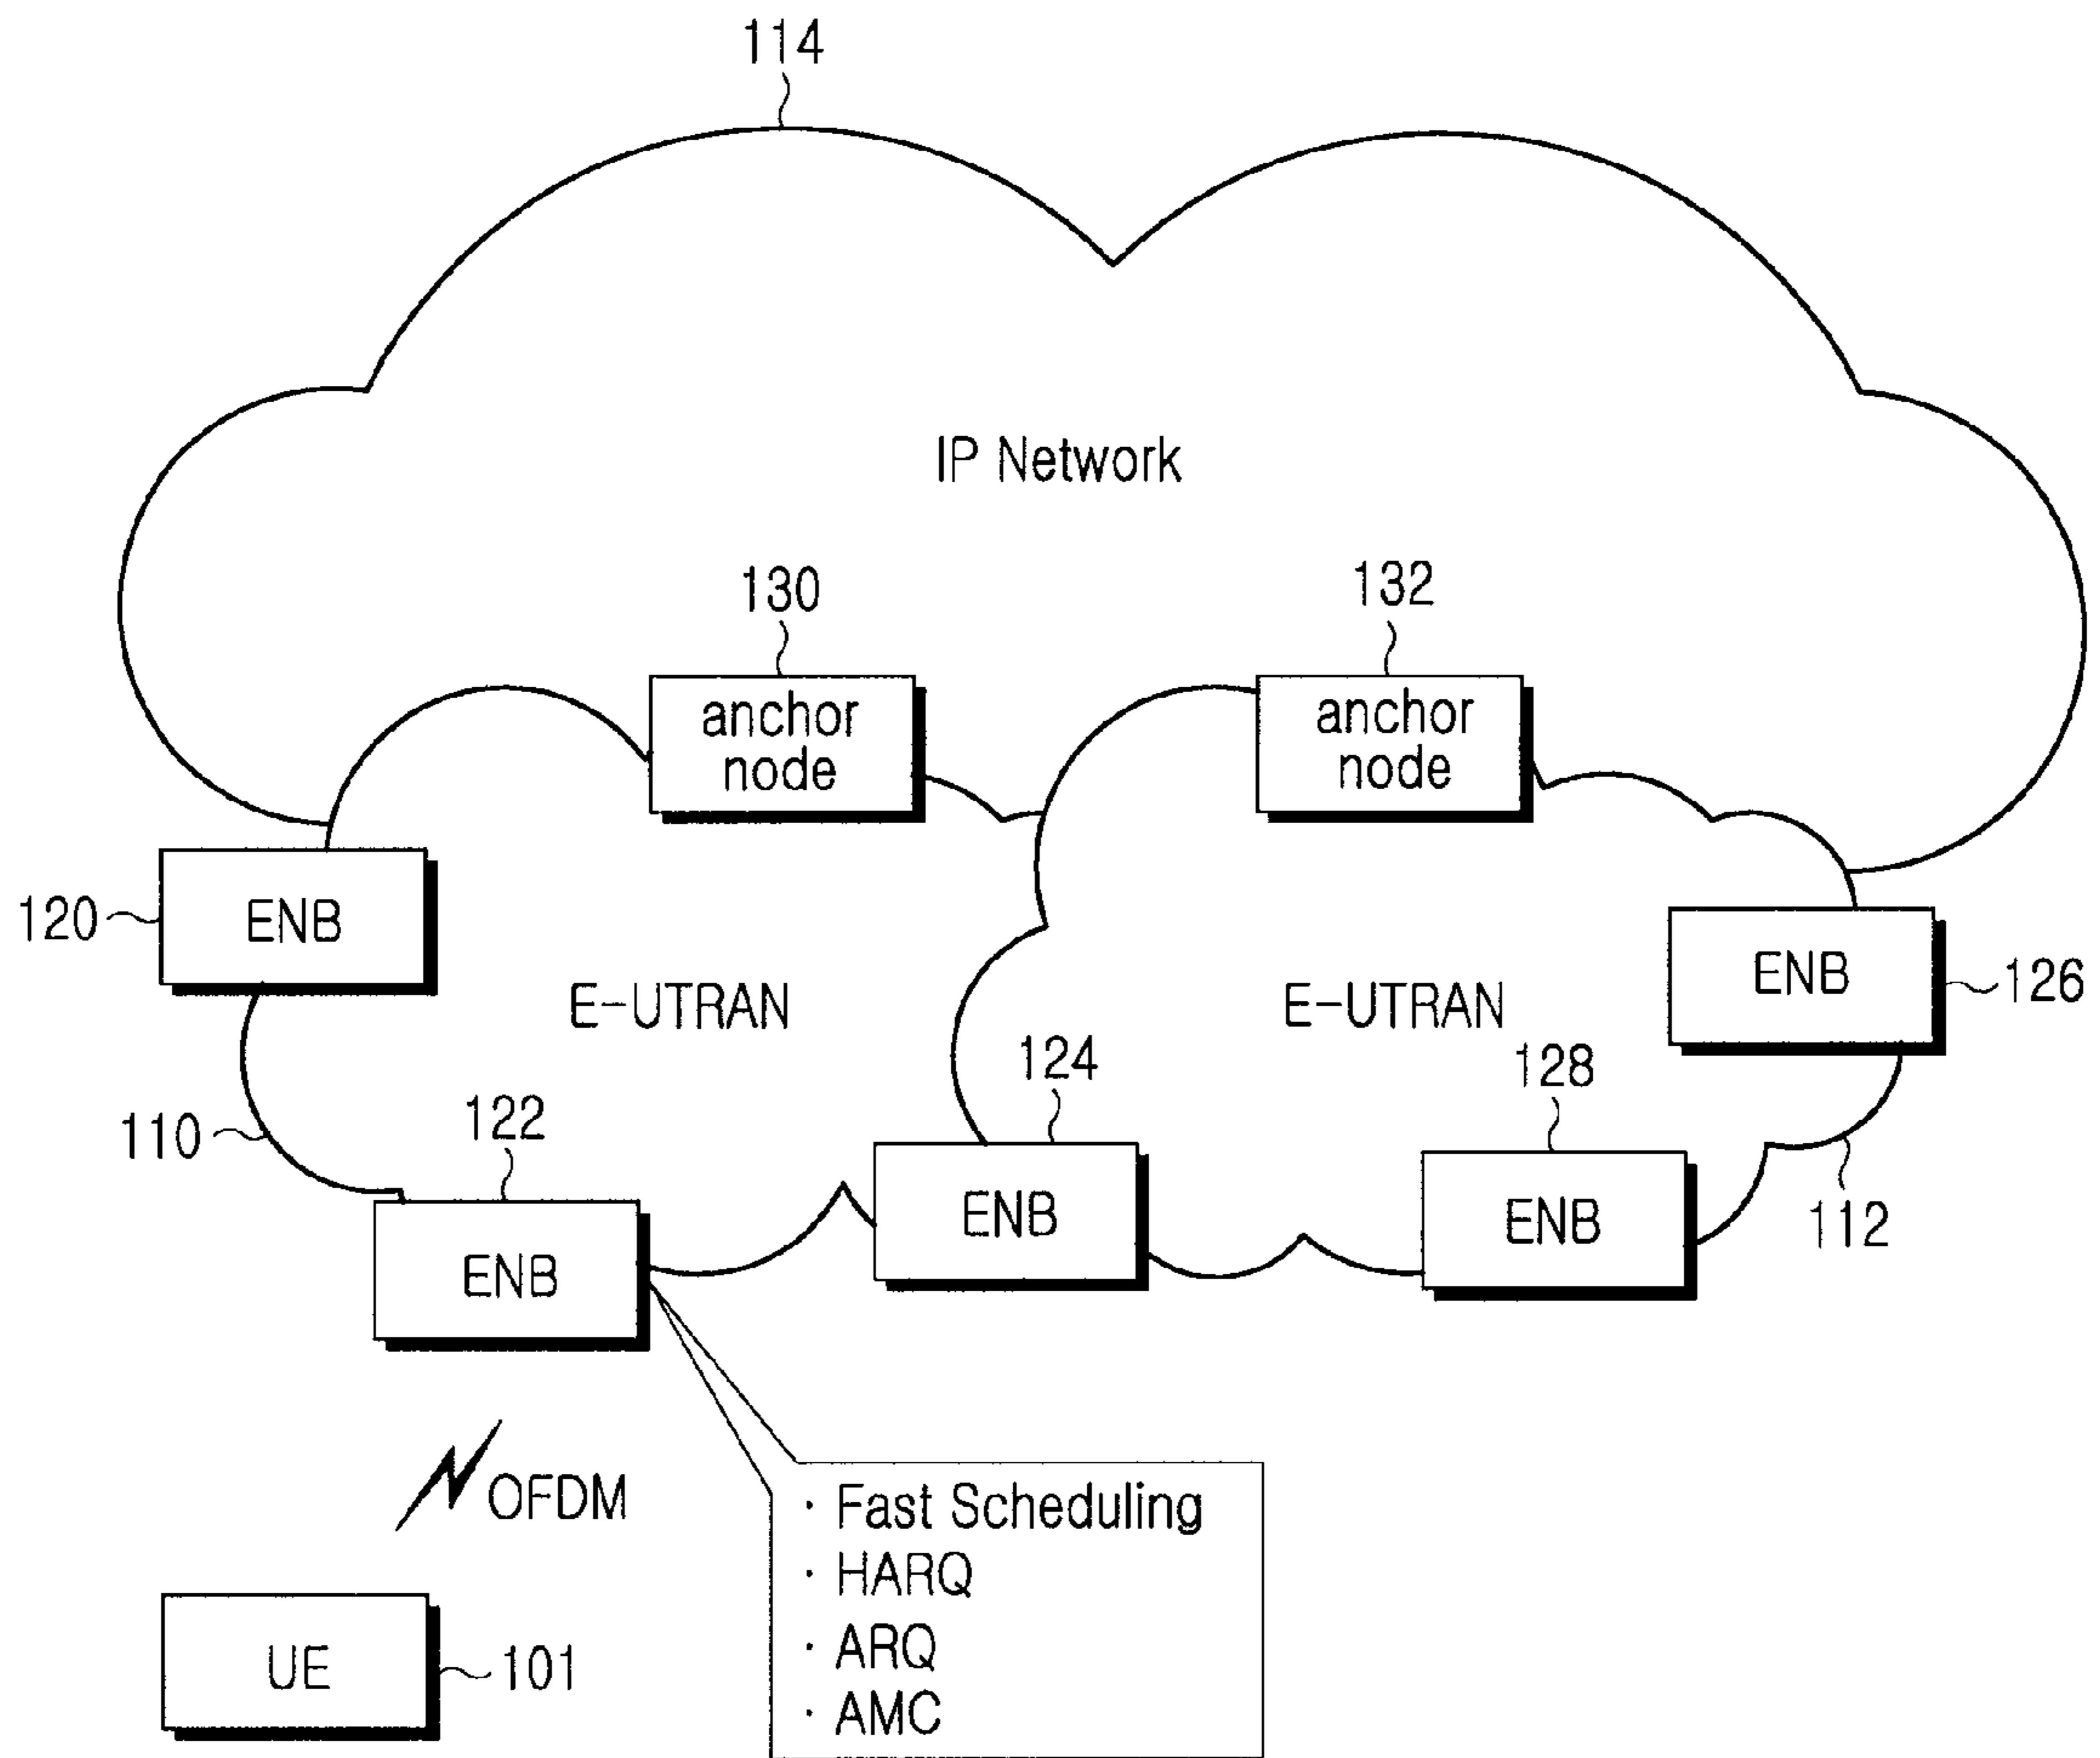 114
IP Network
130
132
anchor
node
anchor
node
120
ENB
E-UTRAN
E-UTRAN
ENB
126
124
128
110
122
ENB
ENB
112
ENB
OFDM
· Fast Scheduling
· HARQ
· ARQ
· AMC
UE
101